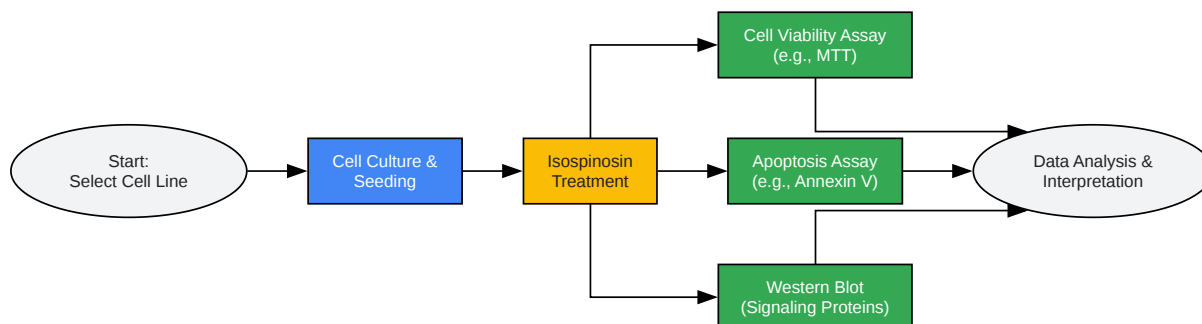 Start:
Select Cell Line
Cell Culture &
Seeding
Isospinosin
Treatment
Cell Viability Assay
(e.g., MTT)
Apoptosis Assay
(e.g., Annexin V)
Western Blot
(Signaling Proteins)
Data Analysis &
Interpretation